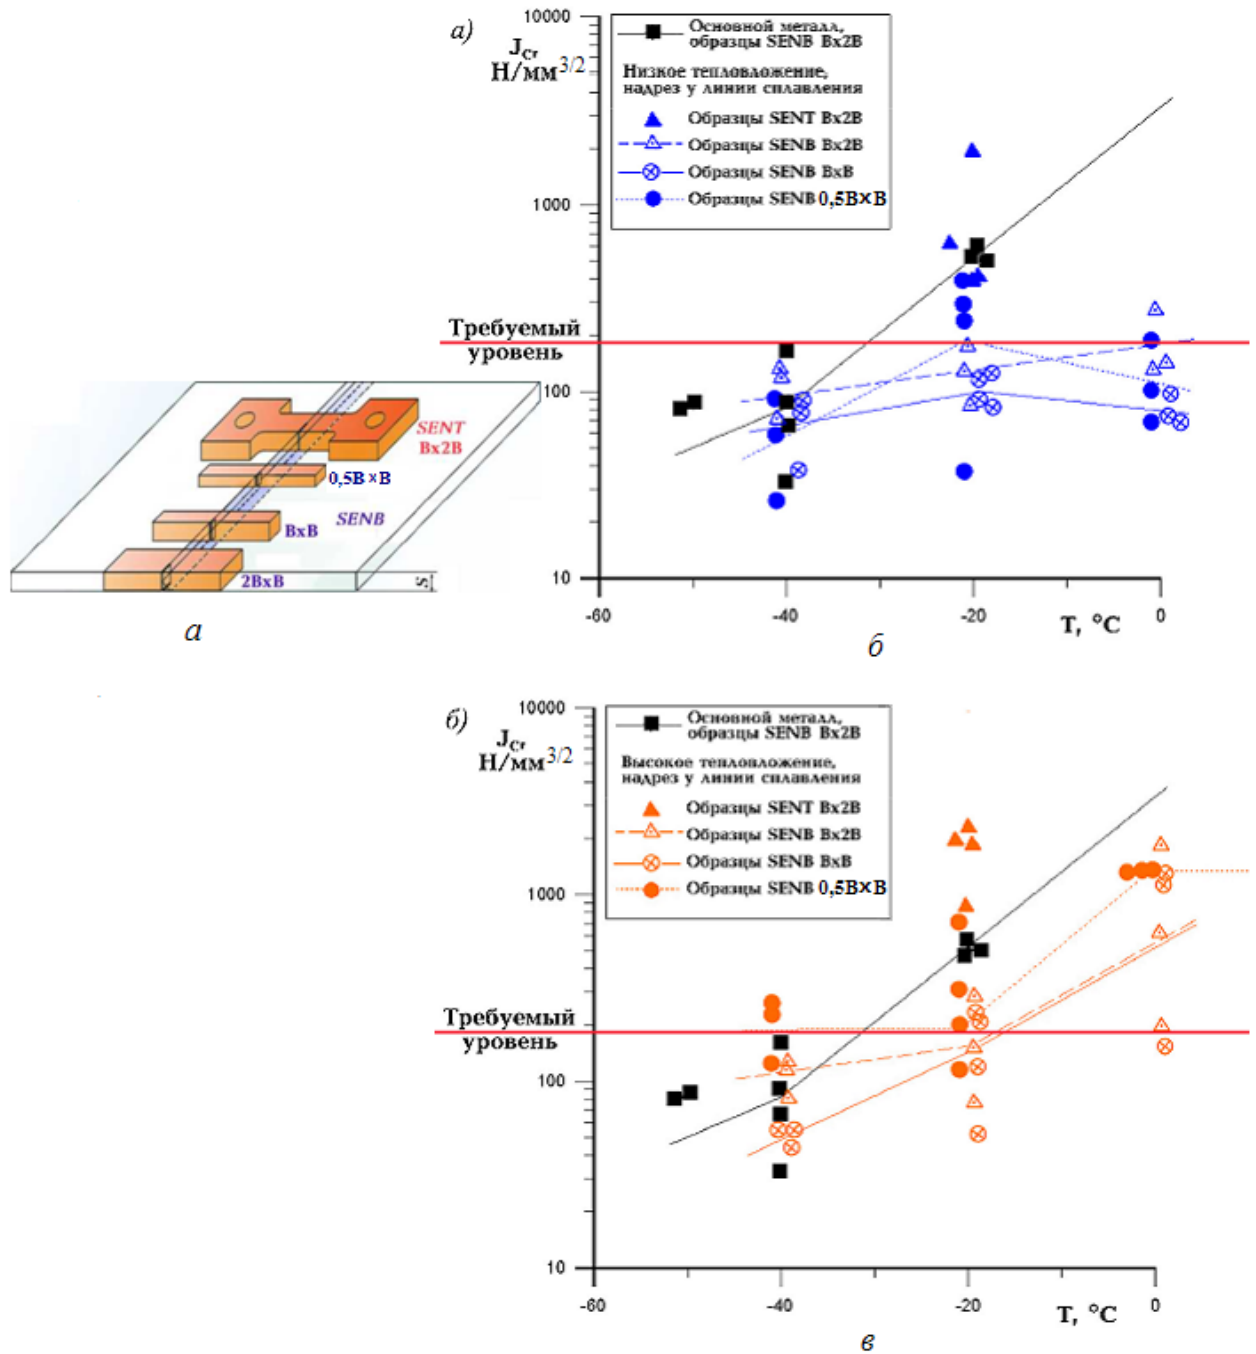 а)
10000
J_C,
Н/мм^3/2
Основной металл,
образцы SENB Bx2B
Низкое тепловложение,
надрез у линии сплавления
Образцы SENT Bx2B
Образцы SENB Bx2B
Образцы SENB BxB
Образцы SENB 0,5B×B
1000
Требуемый
уровень
100
10
-60
-40
-20
0
T, °C
б
SENT
Bx2B
0,5B×B
SENB
BxB
2BxB
S
а
б)
10000
J_C,
Н/мм^3/2
Основной металл,
образцы SENB Bx2B
Высокое тепловложение,
надрез у линии сплавления
Образцы SENT Bx2B
Образцы SENB Bx2B
Образцы SENB BxB
Образцы SENB 0,5B×B
1000
Требуемый
уровень
100
10
-60
-40
-20
0
T, °C
в